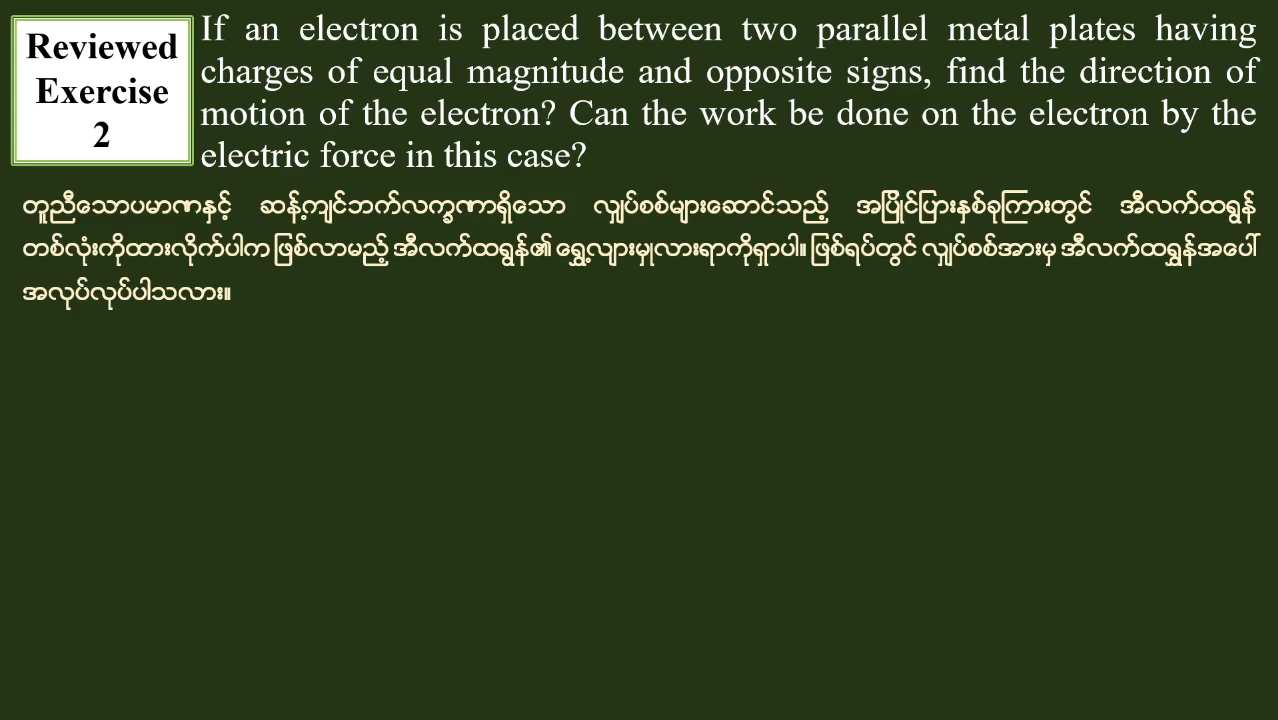 Reviewed
Exercise
2
If an electron is placed between two parallel metal plates having
charges of equal magnitude and opposite signs, find the direction of
motion of the electron? Can the work be done on the electron by the
electric force in this case?
တူညီသောပမာဏနှင့် ဆန့်ကျင်ဘက်လက္ခဏာရှိသော လျှပ်စစ်များဆောင်သည့် အပြိုင်ပြားနှစ်ခုကြားတွင် အီလက်ထရွန်
တစ်လုံးကိုထားလိုက်ပါက ဖြစ်လာမည့် အီလက်ထရွန်၏ ရွေ့လျားမှုလားရာကိုရှာပါ။ ဖြစ်ရပ်တွင် လျှပ်စစ်အားမှ အီလက်ထရွန်အပေါ်
အလုပ်လုပ်ပါသလား။